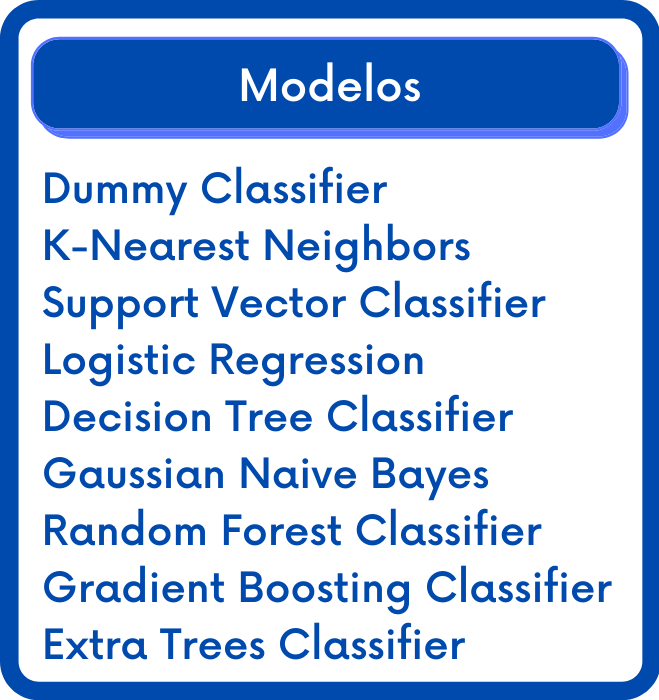 Modelos
Dummy Classifier
K-Nearest Neighbors
Support Vector Classifier
Logistic Regression
Decision Tree Classifier
Gaussian Naive Bayes
Random Forest Classifier
Gradient Boosting Classifier
Extra Trees Classifier